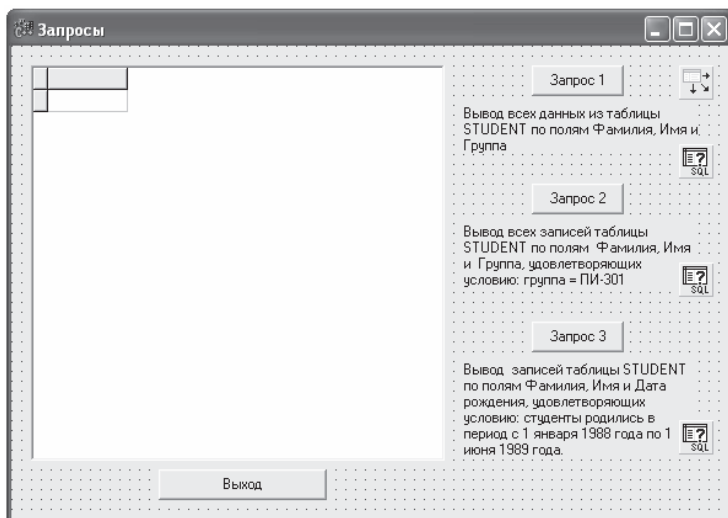 Запросы
Запрос 1
Вывод всех данных из таблицы
STUDENT по полям Фамилия, Имя и
Группа
SQL
Запрос 2
Вывод всех записей таблицы
STUDENT по полям Фамилия, Имя
и Группа, удовлетворяющих
условию: группа = ПИ-301
SQL
Запрос 3
Вывод записей таблицы STUDENT
по полям Фамилия, Имя и Дата
рождения, удовлетворяющих
условию: студенты родились в
период с 1 января 1988 года по 1
июня 1989 года.
SQL
Выход